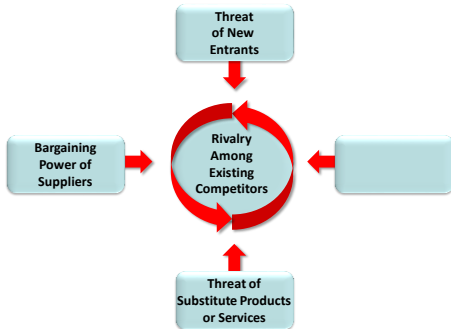 Threat
of New
Entrants
Bargaining
Power of
Suppliers
Rivalry
Among
Existing
Competitors
Threat of
Substitute Products
or Services